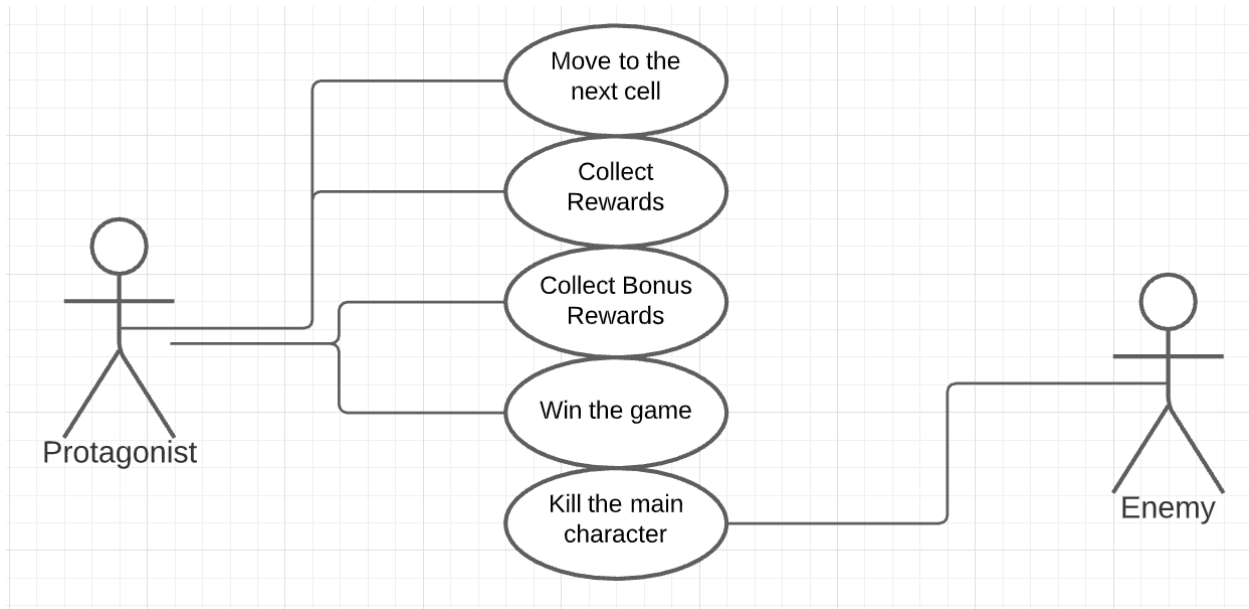 Move to the
next cell
Collect
Rewards
Collect Bonus
Rewards
Win the game
Kill the main
character
Protagonist
Enemy